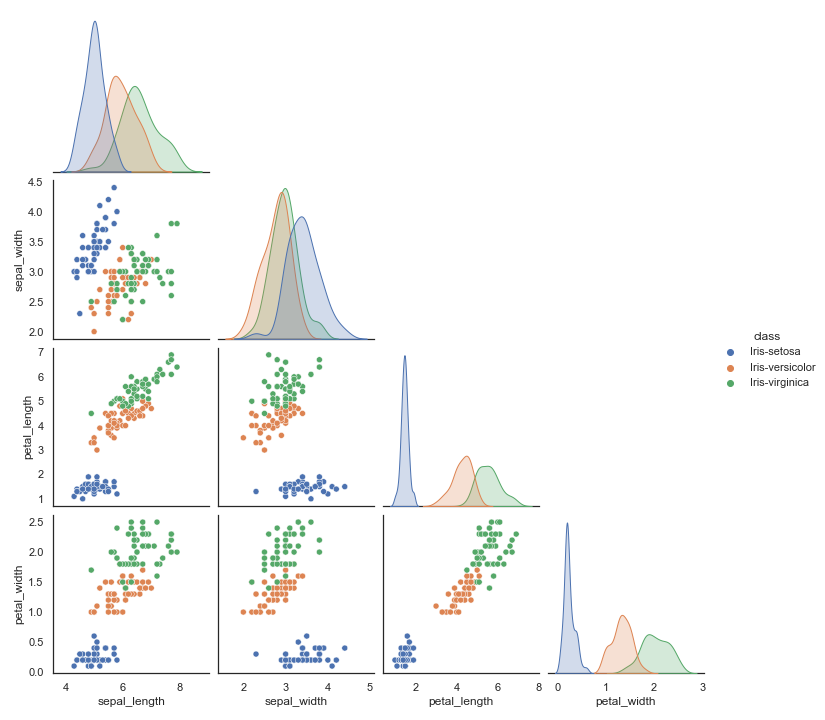 4.5
4.0
3.5
3.0
2.5
2.0
sepal_width
7
6
5
4
3
2
1
petal_length
class
Iris-setosa
Iris-versicolor
Iris-virginica
2.5
2.0
1.5
1.0
0.5
0.0
petal_width
4 6 8
sepal_length
2 3 4 5
sepal_width
2 4 6 8
petal_length
0 1 2 3
petal_width